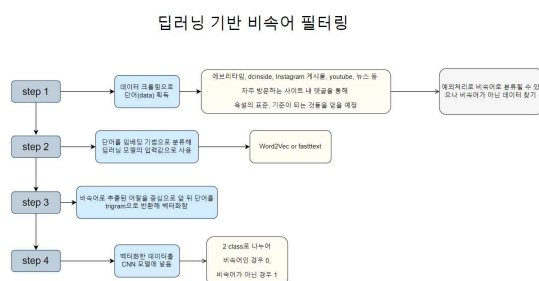 딥러닝 기반 비속어 필터링
step 1
데이터 크롤링으로
단어(data) 획득
에브리타임, dcinside, Instagram 게시물, youtube, 뉴스 등
자주 방문하는 사이트 내 댓글을 통해
욕설의 표준, 기준이 되는 것들을 얻을 예정
예외처리로 비속어로 분류될 수 있
으나 비속어가 아닌 데이터 찾기
step 2
단어를 임베딩 기법으로 분류해
딥러닝 모델의 입력값으로 사용
Word2Vec or fastttext
step 3
비속어로 추출된 어절을 중심으로 앞 뒤 단어를
trigram으로 반환해 벡터화함
step 4
벡터화한 데이터를
CNN 모델에 넣음
2 class로 나누어
비속어인 경우 0,
비속어가 아닌 경우 1